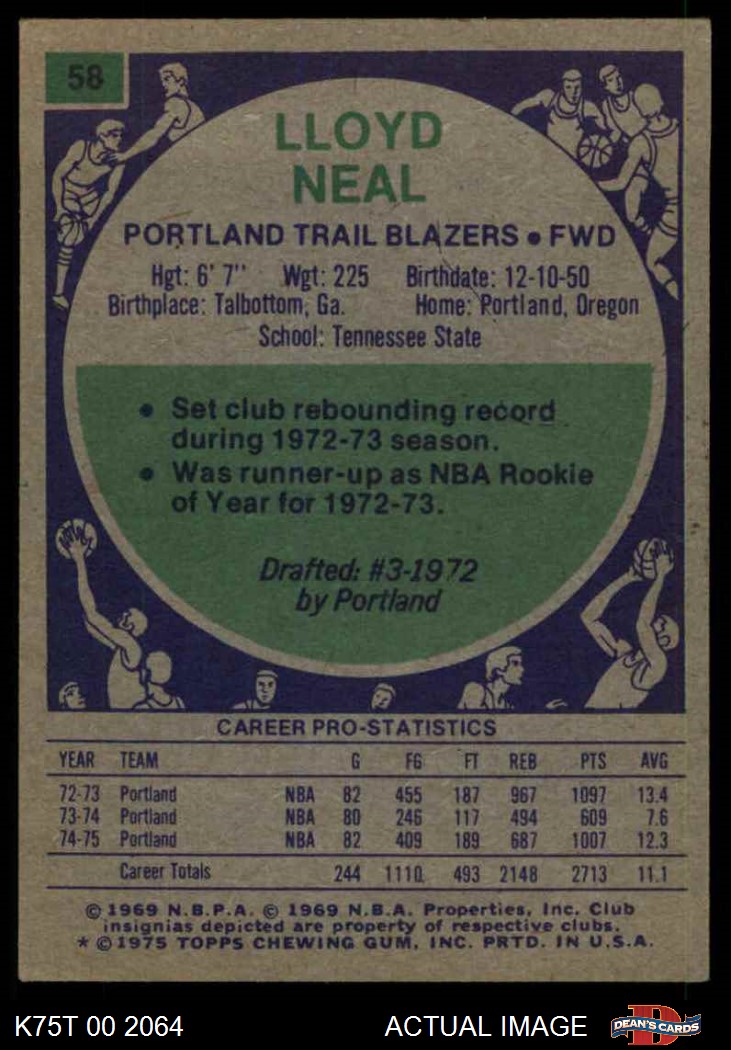 58
LLOYD
NEAL
PORTLAND TRAIL BLAZERS • FWD
Hgt: 6' 7" Wgt: 225 Birthdate: 12-10-50
Birthplace: Talbottom, Ga. Home: Portland, Oregon
School: Tennessee State
• Set club rebounding record
during 1972-73 season.
• Was runner-up as NBA Rookie
of Year for 1972-73.
Drafted: #3-1972
by Portland
CAREER PRO-STATISTICS
YEAR TEAM G FG FT REB PTS AVG
72-73 Portland NBA 82 455 187 967 1097 13.4
73-74 Portland NBA 80 246 117 494 609 7.6
74-75 Portland NBA 82 409 189 687 1007 12.3
Career Totals 244 1110 493 2148 2713 11.1
© 1969 N.B.P.A. © 1969 N.B.A. Properties, Inc. Club
insignias depicted are property of respective clubs.
* © 1975 TOPPS CHEWING GUM, INC. PRTD. IN U.S.A.
K75T 00 2064 ACTUAL IMAGE D DEAN'S CARDS